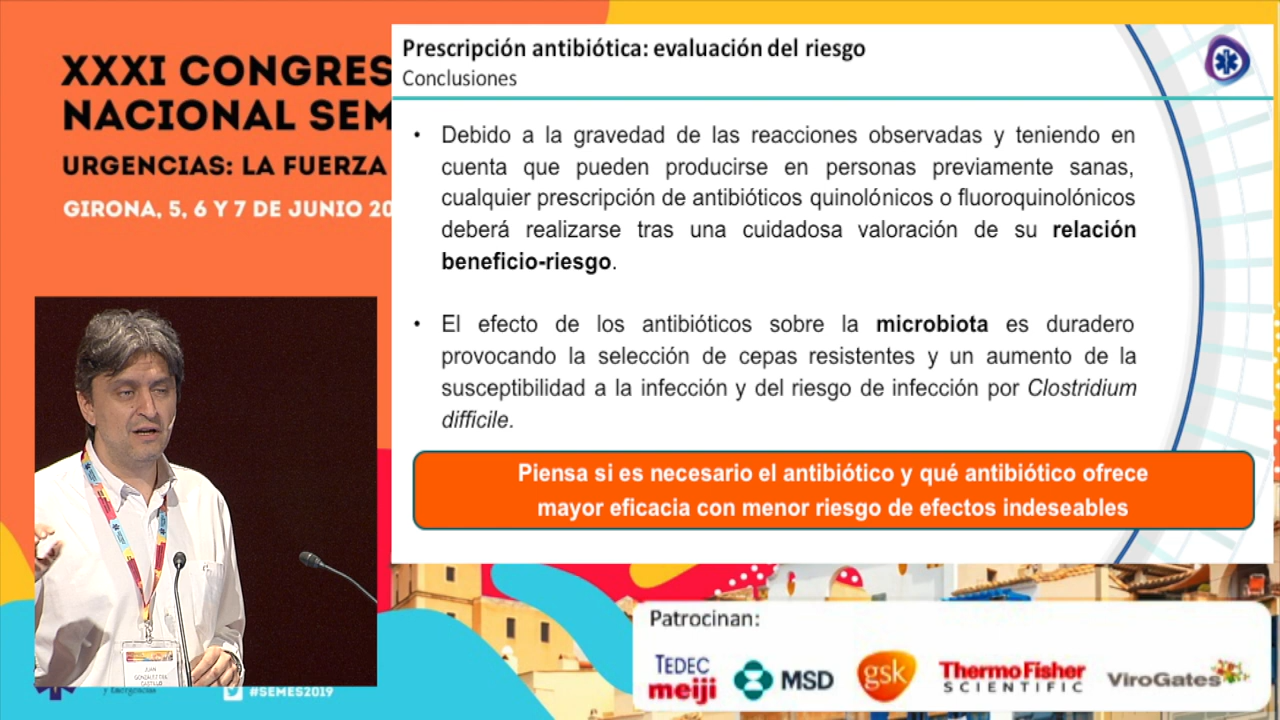 XXXI CONGRES
NACIONAL SEM
URGENCIAS: LA FUERZA
GIRONA, 5, 6 Y 7 DE JUNIO 20
Prescripción antibiótica: evaluación del riesgo
Conclusiones
• Debido a la gravedad de las reacciones observadas y teniendo en
cuenta que pueden producirse en personas previamente sanas,
cualquier prescripción de antibióticos quinolónicos o fluoroquinolónicos
deberá realizarse tras una cuidadosa valoración de su relación
beneficio-riesgo.
• El efecto de los antibióticos sobre la microbiota es duradero
provocando la selección de cepas resistentes y un aumento de la
susceptibilidad a la infección y del riesgo de infección por Clostridium
difficile.
Piensa si es necesario el antibiótico y qué antibiótico ofrece
mayor eficacia con menor riesgo de efectos indeseables
JUAN
CASTILLO
y Emergencias
#SEMES2019
Patrocinan:
TEDEC
meiji
MSD
gsk
ThermoFisher
SCIENTIFIC
ViroGates